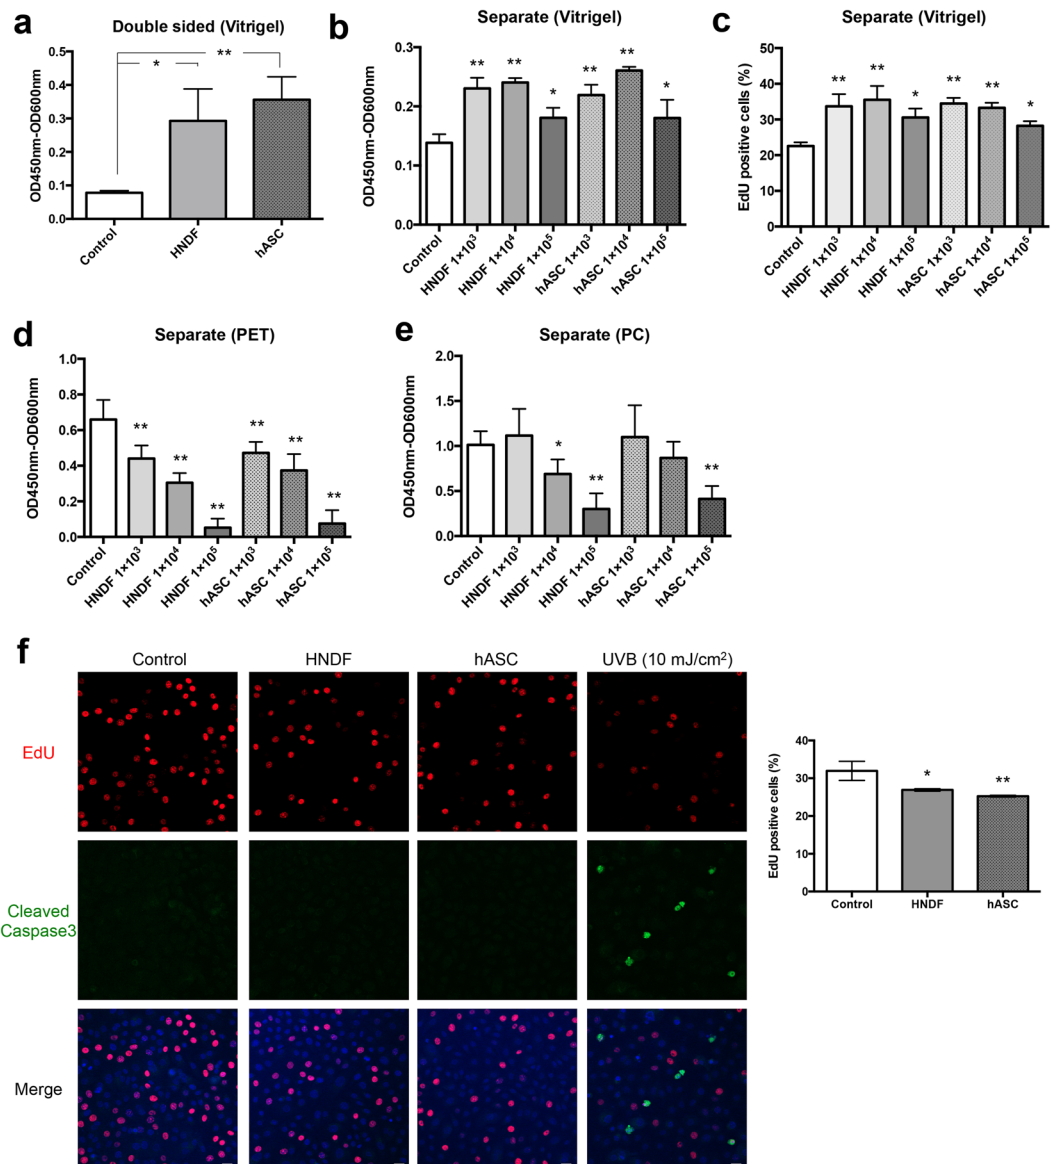 a
Double sided (Vitrigel)
OD450nm-OD600nm
0.5
0.4
0.3
0.2
0.1
0.0
*
**
Control
HNDF
hASC
b
Separate (Vitrigel)
OD450nm-OD600nm
0.3
0.2
0.1
0.0
**
**
*
**
**
*
Control
HNDF 1×10³
HNDF 1×10⁴
HNDF 1×10⁵
hASC 1×10³
hASC 1×10⁴
hASC 1×10⁵
c
Separate (Vitrigel)
EdU positive cells (%)
50
40
30
20
10
0
**
**
*
**
**
*
Control
HNDF 1×10³
HNDF 1×10⁴
HNDF 1×10⁵
hASC 1×10³
hASC 1×10⁴
hASC 1×10⁵
d
Separate (PET)
OD450nm-OD600nm
1.0
0.8
0.6
0.4
0.2
0.0
**
**
**
**
**
**
Control
HNDF 1×10³
HNDF 1×10⁴
HNDF 1×10⁵
hASC 1×10³
hASC 1×10⁴
hASC 1×10⁵
e
Separate (PC)
OD450nm-OD600nm
2.0
1.5
1.0
0.5
0.0
*
**
**
Control
HNDF 1×10³
HNDF 1×10⁴
HNDF 1×10⁵
hASC 1×10³
hASC 1×10⁴
hASC 1×10⁵
f
Control
HNDF
hASC
UVB (10 mJ/cm²)
EdU
Cleaved
Caspase3
Merge
EdU positive cells (%)
40
30
20
10
0
*
**
Control
HNDF
hASC